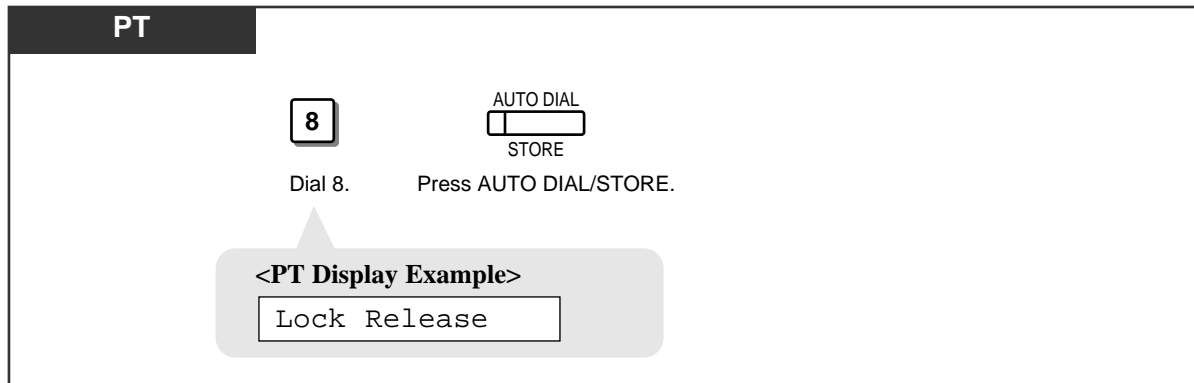 PT
8
AUTO DIAL
STORE
Dial 8.
Press AUTO DIAL/STORE.
<PT Display Example>
Lock Release